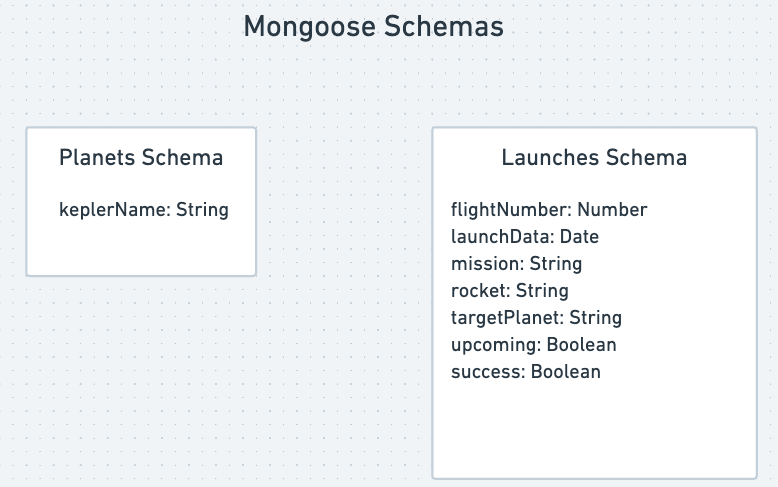 Mongoose Schemas
Planets Schema
keplerName: String
Launches Schema
flightNumber: Number
launchData: Date
mission: String
rocket: String
targetPlanet: String
upcoming: Boolean
success: Boolean